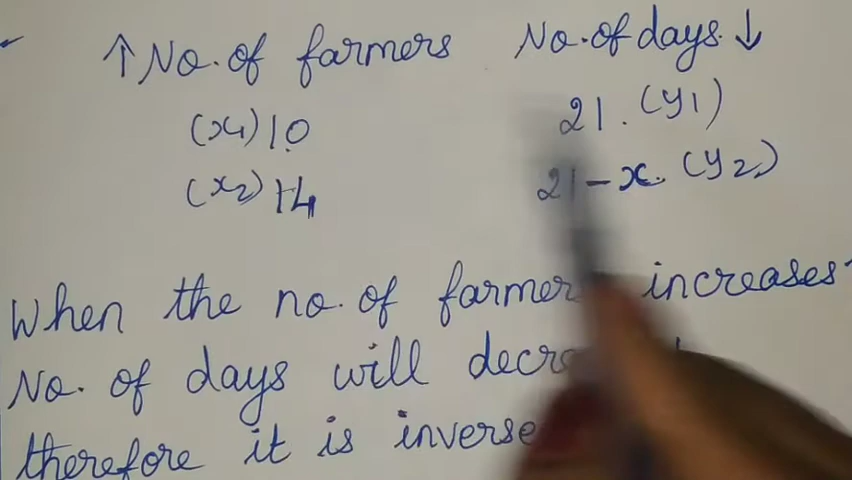 ↑ No. of farmers No. of days. ↓
(x1) 10 21. (y1)
(x2) 14 21 - x. (y2)
When the no. of farmer increases
No. of days will
therefore it is inverse